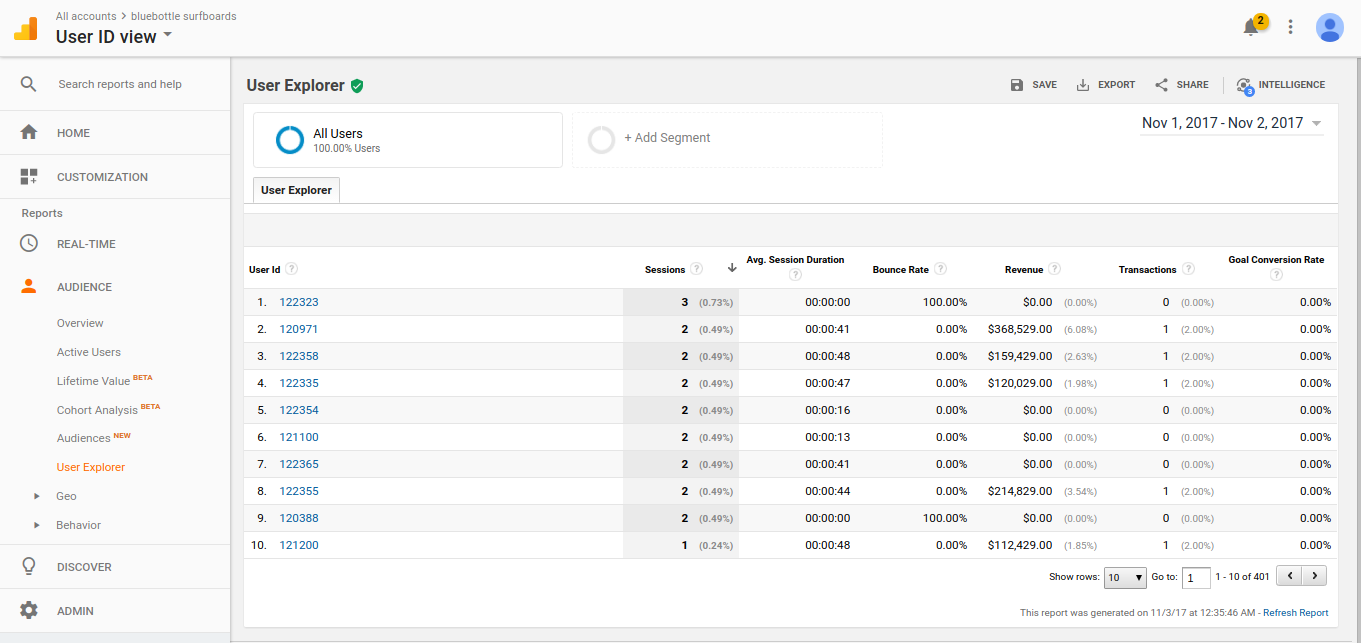 All accounts > bluebottle surfboards
User ID view
2
Search reports and help
HOME
CUSTOMIZATION
Reports
REAL-TIME
AUDIENCE
Overview
Active Users
Lifetime Value BETA
Cohort Analysis BETA
Audiences NEW
User Explorer
Geo
Behavior
DISCOVER
ADMIN
User Explorer
SAVE EXPORT SHARE 3 INTELLIGENCE
All Users
100.00% Users
+ Add Segment
Nov 1, 2017 - Nov 2, 2017
User Explorer
User Id ? Sessions ? Avg. Session Duration ? Bounce Rate ? Revenue ? Transactions ? Goal Conversion Rate ?
1. 122323 3 (0.73%) 00:00:00 100.00% $0.00 (0.00%) 0 (0.00%) 0.00%
2. 120971 2 (0.49%) 00:00:41 0.00% $368,529.00 (6.08%) 1 (2.00%) 0.00%
3. 122358 2 (0.49%) 00:00:48 0.00% $159,429.00 (2.63%) 1 (2.00%) 0.00%
4. 122335 2 (0.49%) 00:00:47 0.00% $120,029.00 (1.98%) 1 (2.00%) 0.00%
5. 122354 2 (0.49%) 00:00:16 0.00% $0.00 (0.00%) 0 (0.00%) 0.00%
6. 121100 2 (0.49%) 00:00:13 0.00% $0.00 (0.00%) 0 (0.00%) 0.00%
7. 122365 2 (0.49%) 00:00:41 0.00% $0.00 (0.00%) 0 (0.00%) 0.00%
8. 122355 2 (0.49%) 00:00:44 0.00% $214,829.00 (3.54%) 1 (2.00%) 0.00%
9. 120388 2 (0.49%) 00:00:00 100.00% $0.00 (0.00%) 0 (0.00%) 0.00%
10. 121200 1 (0.24%) 00:00:48 0.00% $112,429.00 (1.85%) 1 (2.00%) 0.00%
Show rows: 10 Go to: 1 1 - 10 of 401
This report was generated on 11/3/17 at 12:35:46 AM - Refresh Report